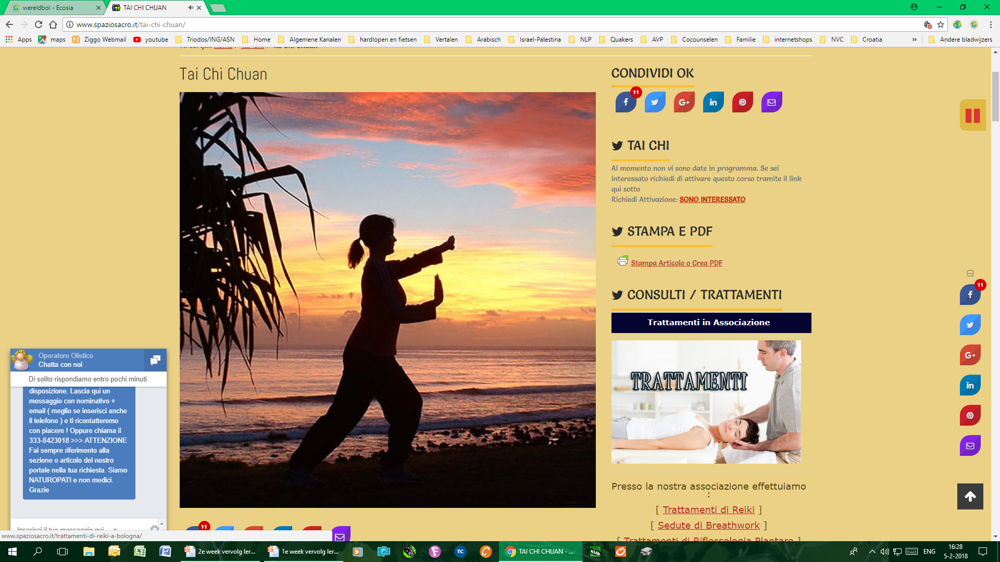 wereldbol - Ecosia
TAI CHI CHUAN
www.spaziosacro.it/tai-chi-chuan/
Apps
maps
Ziggo Webmail
youtube
Triodos/ING/ASN
Home
Algemene Kanalen
hardlopen en fietsen
Vertalen
Arabisch
Israel-Palestina
NLP
Quakers
AVP
Cocounselen
Familie
internetshops
NVC
Croatia
»
Andere bladwijzers
Tai Chi Chuan
CONDIVIDI OK
11
G+
in
TAI CHI
Al momento non vi sono date in programma. Se sei
interessato richiedi di attivare questo corso tramite il link
qui sotto
Richiedi Attivazione: SONO INTERESSATO
STAMPA E PDF
Stampa Articolo o Crea PDF
CONSULTI / TRATTAMENTI
Trattamenti in Associazione
TRATTAMENTI
Presso la nostra associazione effettuiamo
:
[ Trattamenti di Reiki ]
[ Sedute di Breathwork ]
[ Trattamenti di Riflessologia Plantare ]
11
G+
in
Operatore Olistico
Chatta con noi
Di solito rispondiamo entro pochi minuti.
disposizione. Lascia qui un
messaggio con nominativo +
email ( meglio se inserisci anche
il telefono ) e ti ricontatteremo
con piacere ! Oppure chiama il
333-8423018 >>> ATTENZIONE
Fai sempre riferimento alla
sezione o articolo del nostro
portale nella tua richiesta. Siamo
NATUROPATI e non medici.
Grazie
Inserisci il tuo messaggio qui
11
www.spaziosacro.it/trattamenti-di-reiki-a-bologna/
2e week vervolg ler...
1e week vervolg ler...
TC
TAI CHI CHUAN - ...
ENG
16:28
5-2-2018